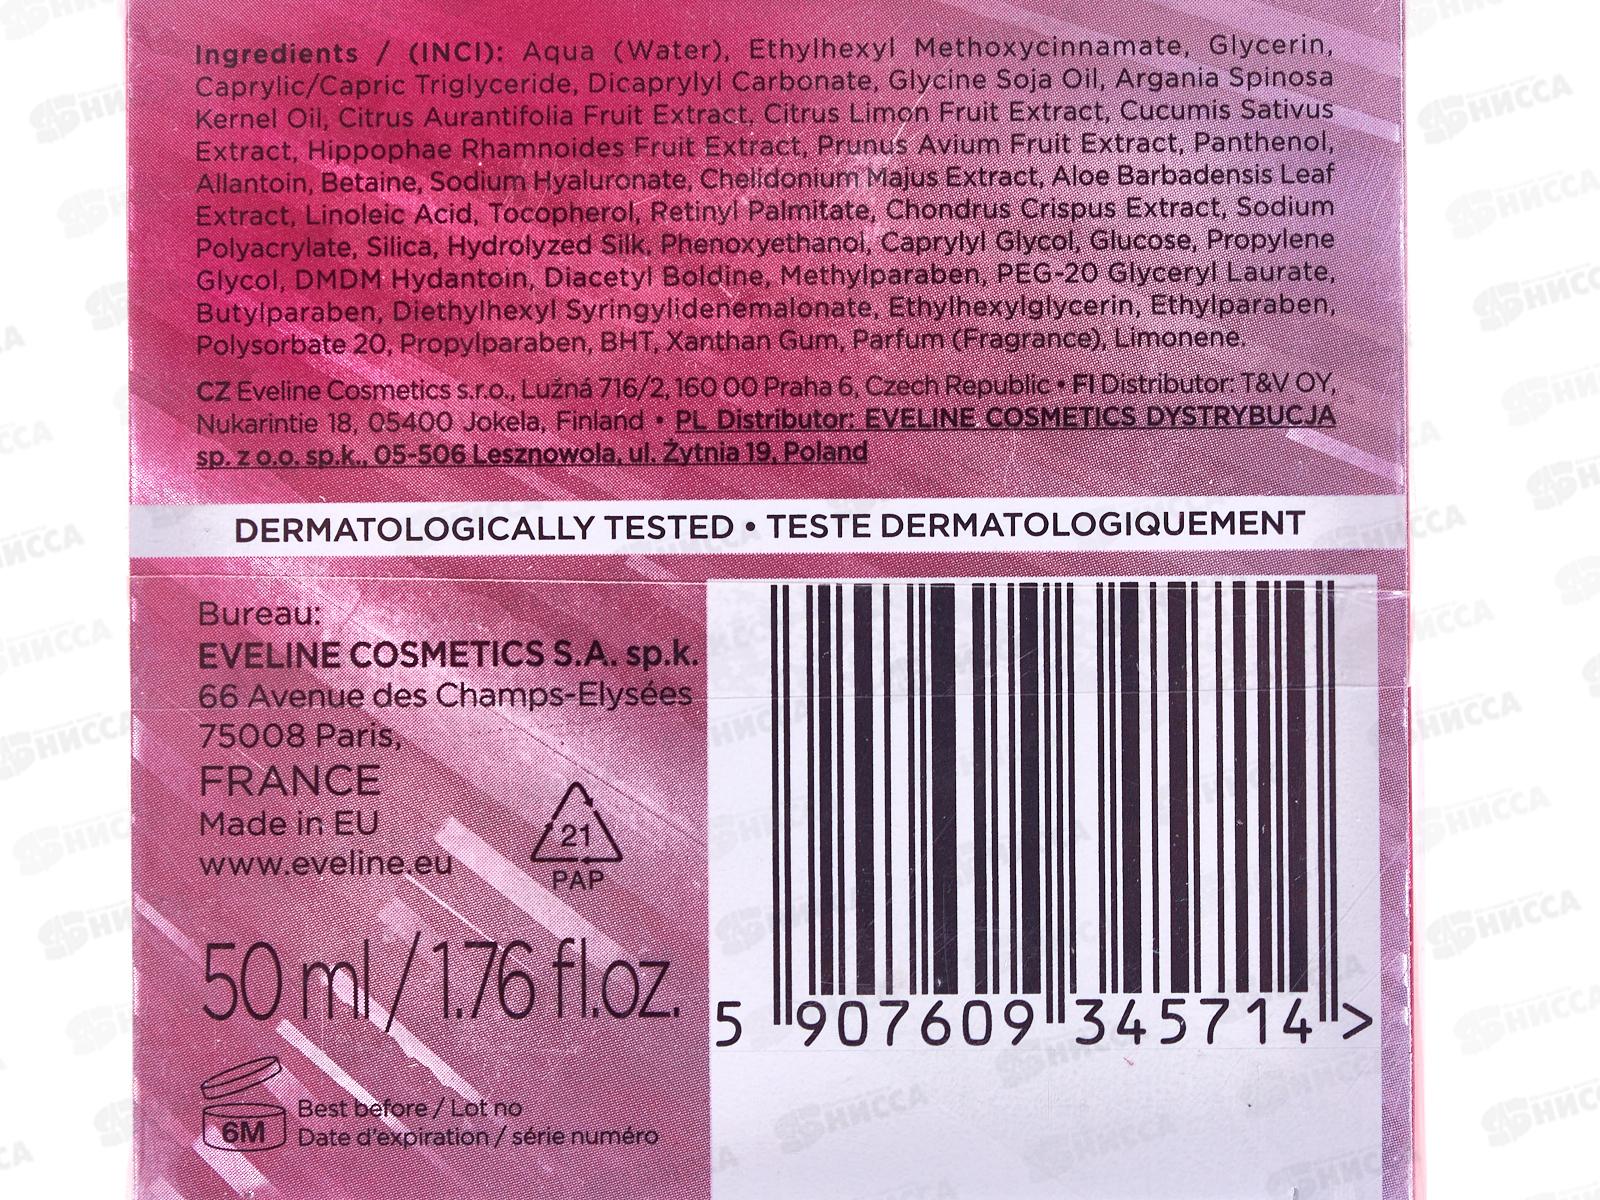 Ingredients / (INCI): Aqua (Water), Ethylhexyl Methoxycinnamate, Glycerin,
Caprylic/Capric Triglyceride, Dicaprylyl Carbonate, Glycine Soja Oil, Argania Spinosa
Kernel Oil, Citrus Aurantifolia Fruit Extract, Citrus Limon Fruit Extract, Cucumis Sativus
Extract, Hippophae Rhamnoides Fruit Extract, Prunus Avium Fruit Extract, Panthenol,
Allantoin, Betaine, Sodium Hyaluronate, Chelidonium Majus Extract, Aloe Barbadensis Leaf
Extract, Linoleic Acid, Tocopherol, Retinyl Palmitate, Chondrus Crispus Extract, Sodium
Polyacrylate, Silica, Hydrolyzed Silk, Phenoxyethanol, Caprylyl Glycol, Glucose, Propylene
Glycol, DMDM Hydantoin, Diacetyl Boldine, Methylparaben, PEG-20 Glyceryl Laurate,
Butylparaben, Diethylhexyl Syringylidenemalonate, Ethylhexylglycerin, Ethylparaben,
Polysorbate 20, Propylparaben, BHT, Xanthan Gum, Parfum (Fragrance), Limonene.
CZ Eveline Cosmetics s.r.o., Lužná 716/2, 160 00 Praha 6, Czech Republic • FI Distributor: T&V OY,
Nukarintie 18, 05400 Jokela, Finland • PL Distributor: EVELINE COSMETICS DYSTRYBUCJA
sp. z o.o. sp.k., 05-506 Lesznowola, ul. Żytnia 19, Poland
DERMATOLOGICALLY TESTED • TESTE DERMATOLOGIQUEMENT
Bureau:
EVELINE COSMETICS S.A. sp.k.
66 Avenue des Champs-Elysées
75008 Paris,
FRANCE
Made in EU
www.eveline.eu
21
PAP
50 ml / 1.76 fl.oz.
5 907609 345714 >
6M
Best before / Lot no
Date d'expiration / série numéro
НИССА